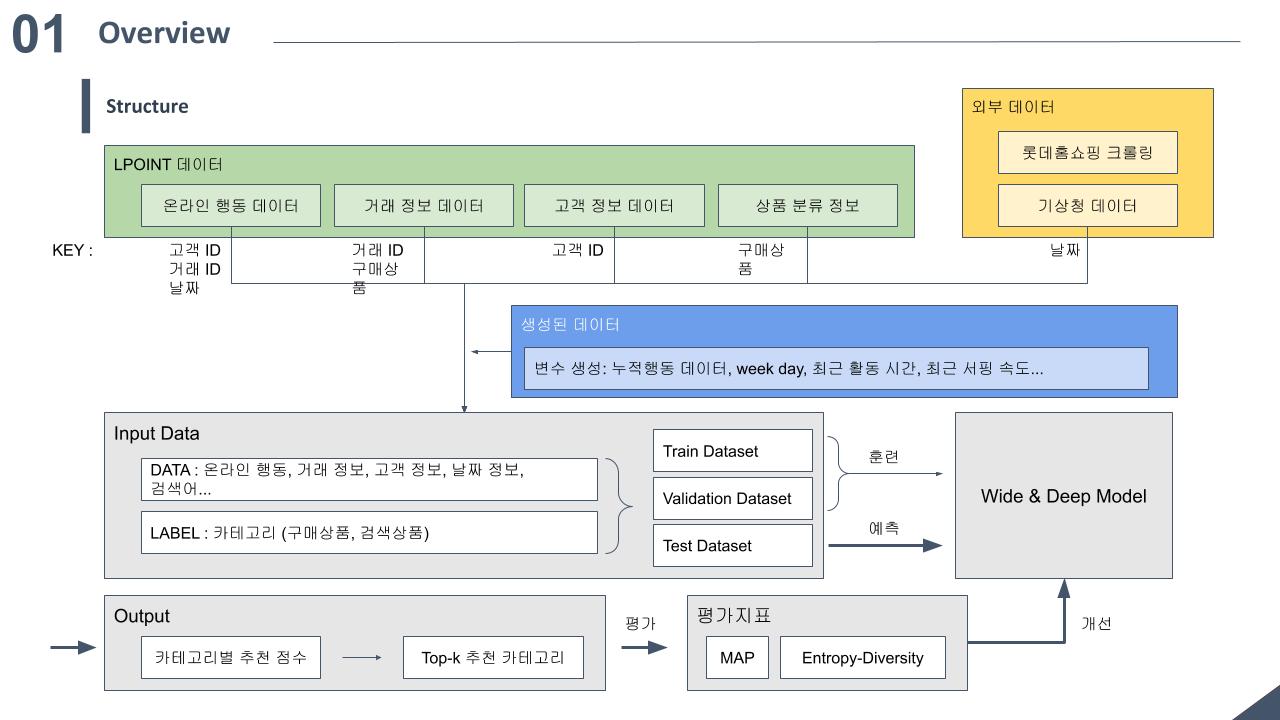 01 Overview
Structure
외부 데이터
롯데홈쇼핑 크롤링
기상청 데이터
LPOINT 데이터
온라인 행동 데이터
거래 정보 데이터
고객 정보 데이터
상품 분류 정보
KEY :
고객 ID
거래 ID
날짜
거래 ID
구매상
품
고객 ID
구매상
품
날짜
생성된 데이터
변수 생성: 누적행동 데이터, week day, 최근 활동 시간, 최근 서핑 속도...
Input Data
DATA : 온라인 행동, 거래 정보, 고객 정보, 날짜 정보,
검색어...
LABEL : 카테고리 (구매상품, 검색상품)
Train Dataset
Validation Dataset
Test Dataset
훈련
예측
Wide & Deep Model
Output
카테고리별 추천 점수
Top-k 추천 카테고리
평가
평가지표
MAP
Entropy-Diversity
개선